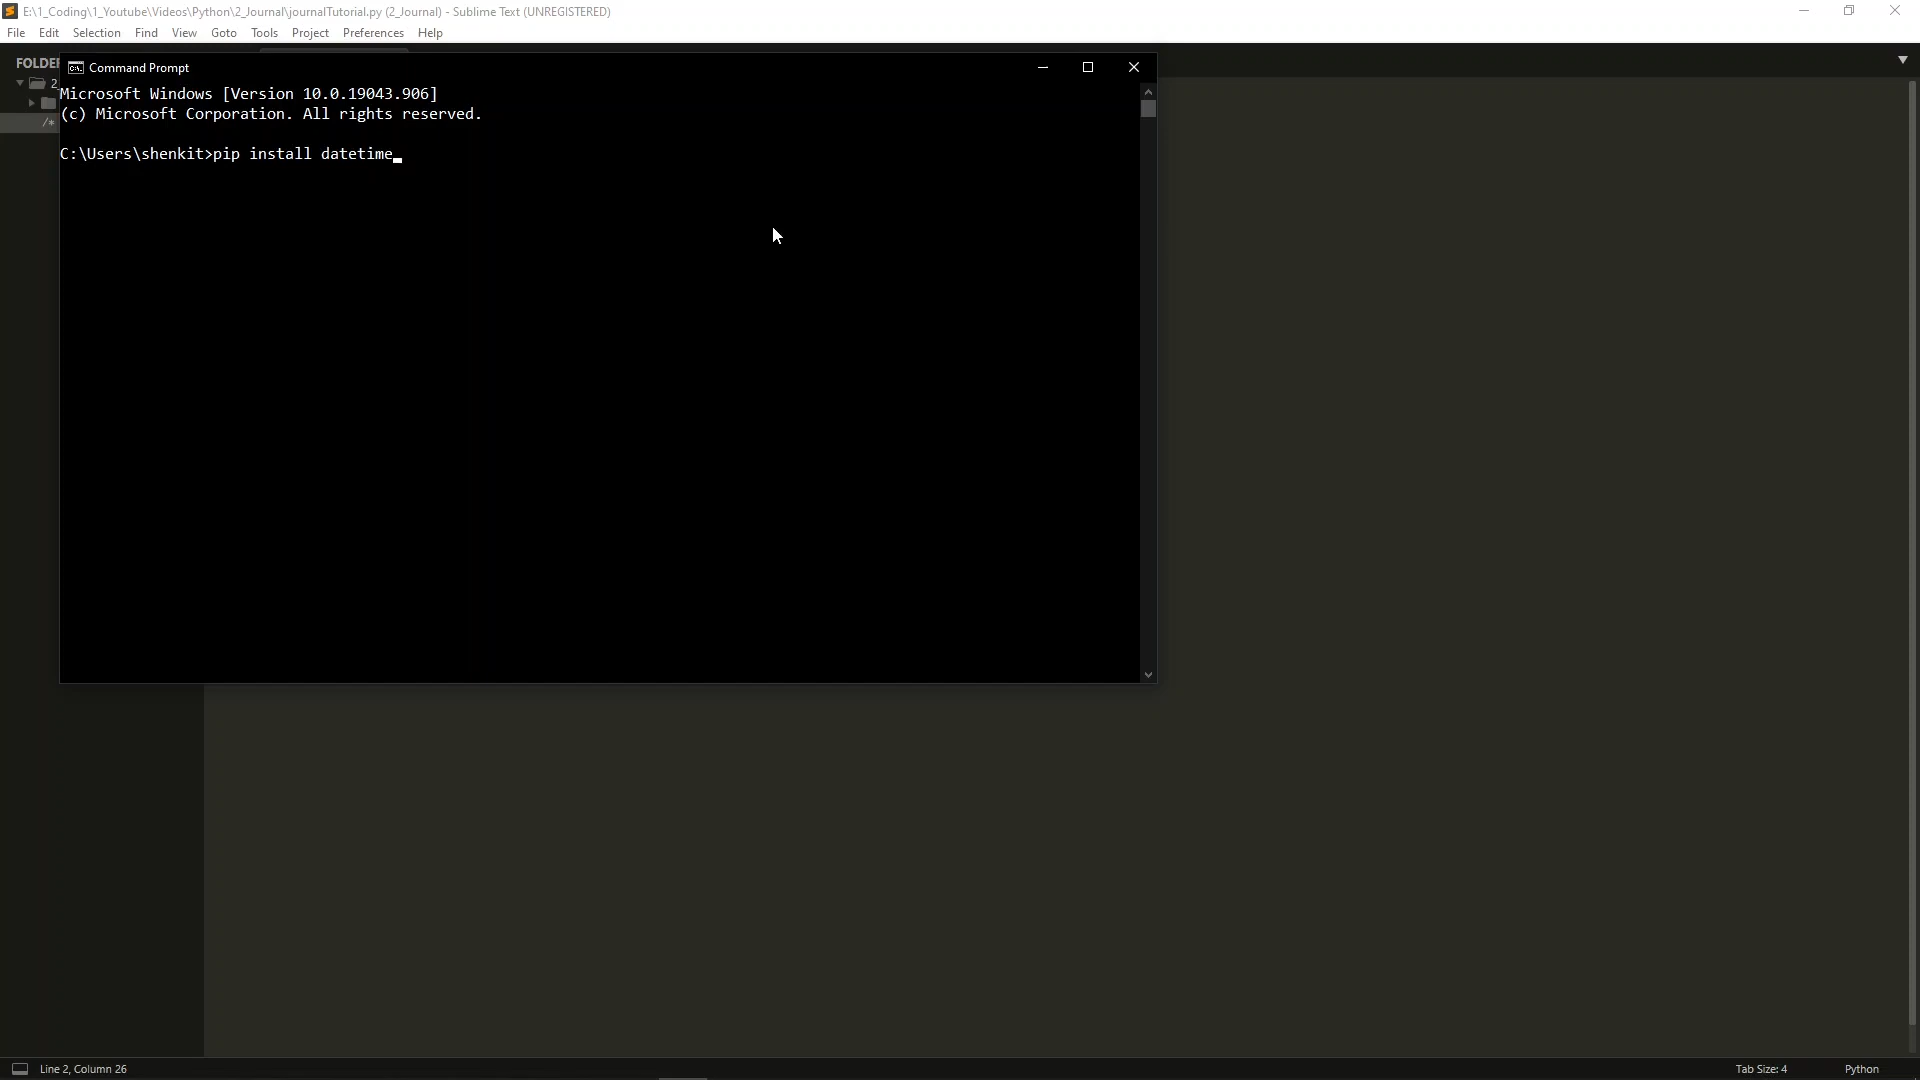 E:\1_Coding\1_Youtube\Videos\Python\2_Journal\journalTutorial.py (2_Journal) - Sublime Text (UNREGISTERED)
File Edit Selection Find View Goto Tools Project Preferences Help
FOLDE
Command Prompt
2
Microsoft Windows [Version 10.0.19043.906]
(c) Microsoft Corporation. All rights reserved.
/*
C:\Users\shenkit>pip install datetime
Line 2, Column 26
Tab Size: 4
Python